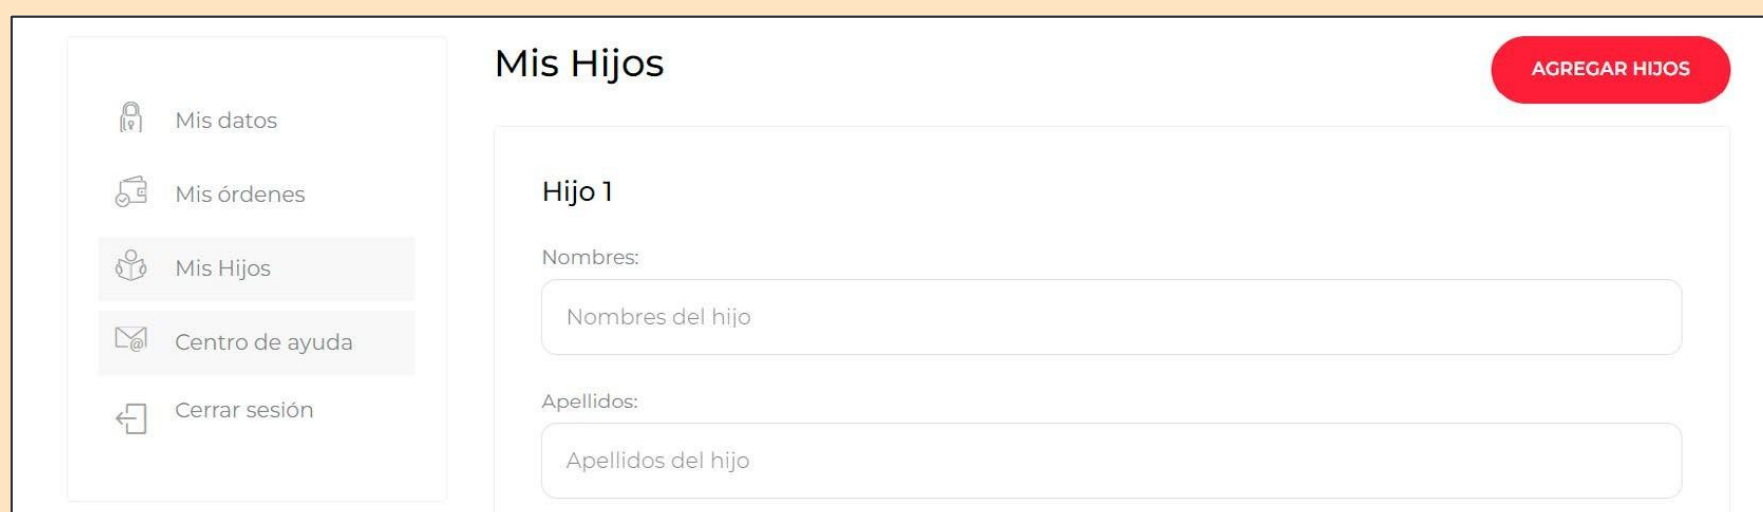 Mis datos
Mis órdenes
Mis Hijos
Centro de ayuda
Cerrar sesión
Mis Hijos
AGREGAR HIJOS
Hijo 1
Nombres:
Nombres del hijo
Apellidos:
Apellidos del hijo